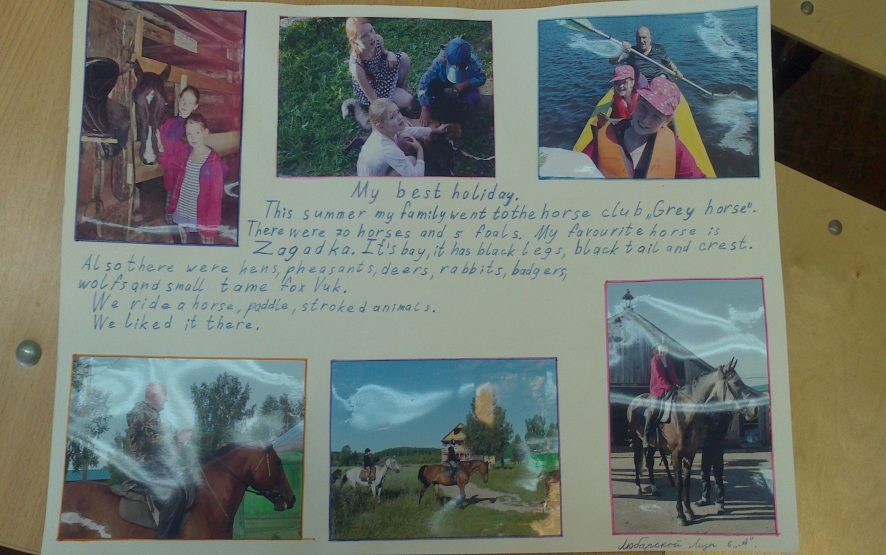 My best holiday.
This summer my family went to the horse club „Grey horse".
There were 70 horses and 5 foals. My favourite horse is
Zagadka. It's bay, it has black legs, black tail and crest.
Also there were hens, pheasants, deers, rabbits, badgers,
wolfs and small tame fox Vuk.
We ride a horse, paddle, stroked animals.
We liked it there.
Любарской Лизы 6 „А".